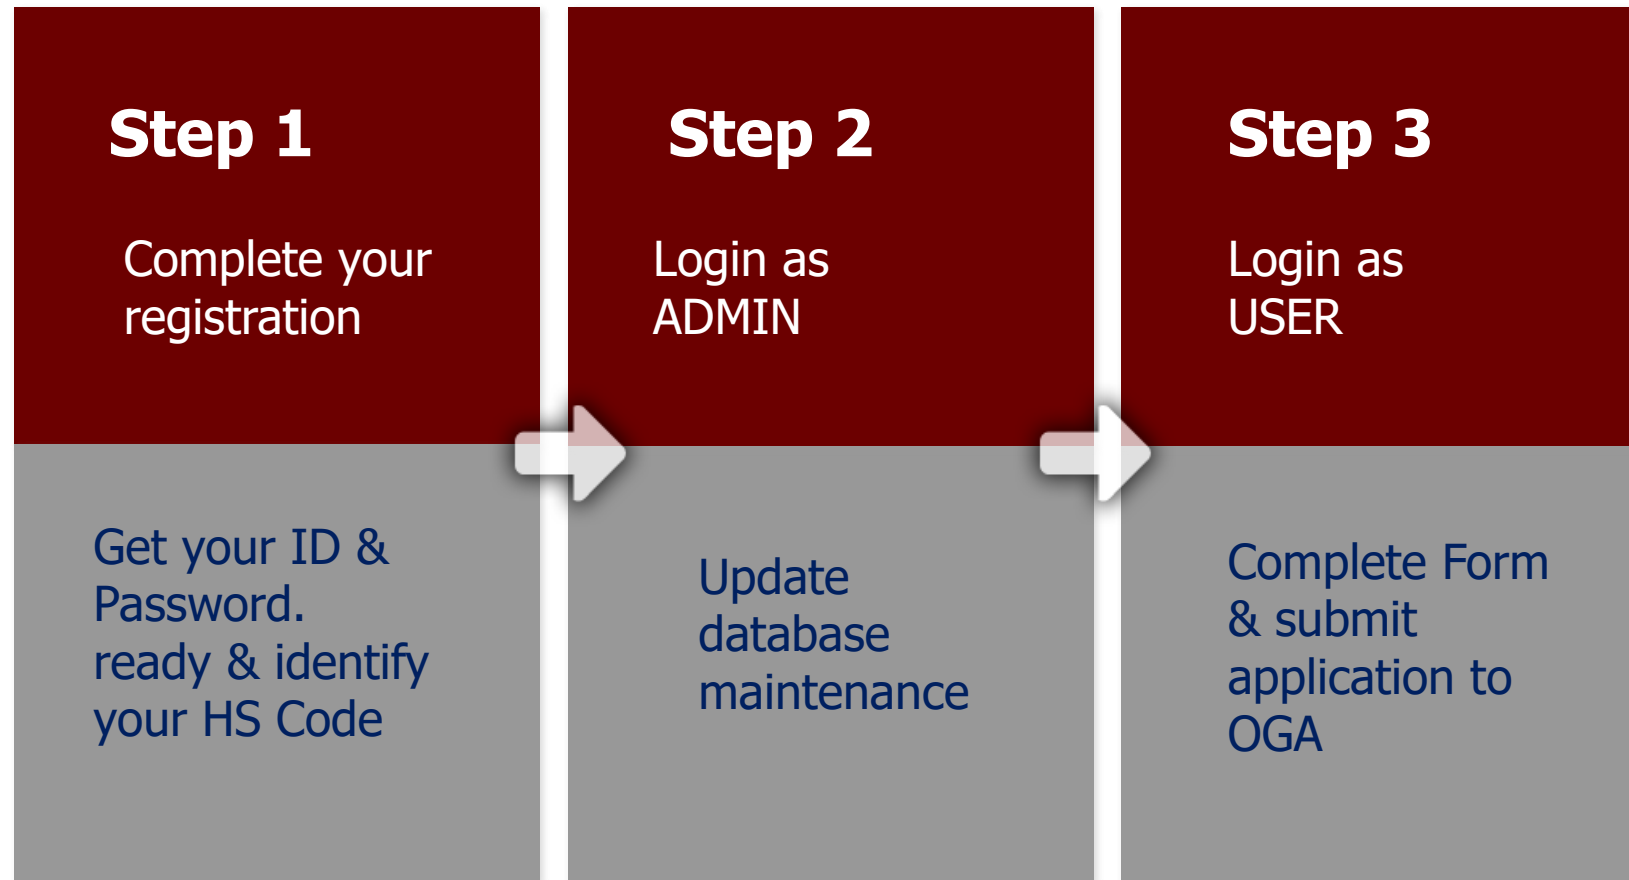 Step 1
Complete your
registration
Get your ID &
Password.
ready & identify
your HS Code
Step 2
Login as
ADMIN
Update
database
maintenance
Step 3
Login as
USER
Complete Form
& submit
application to
OGA